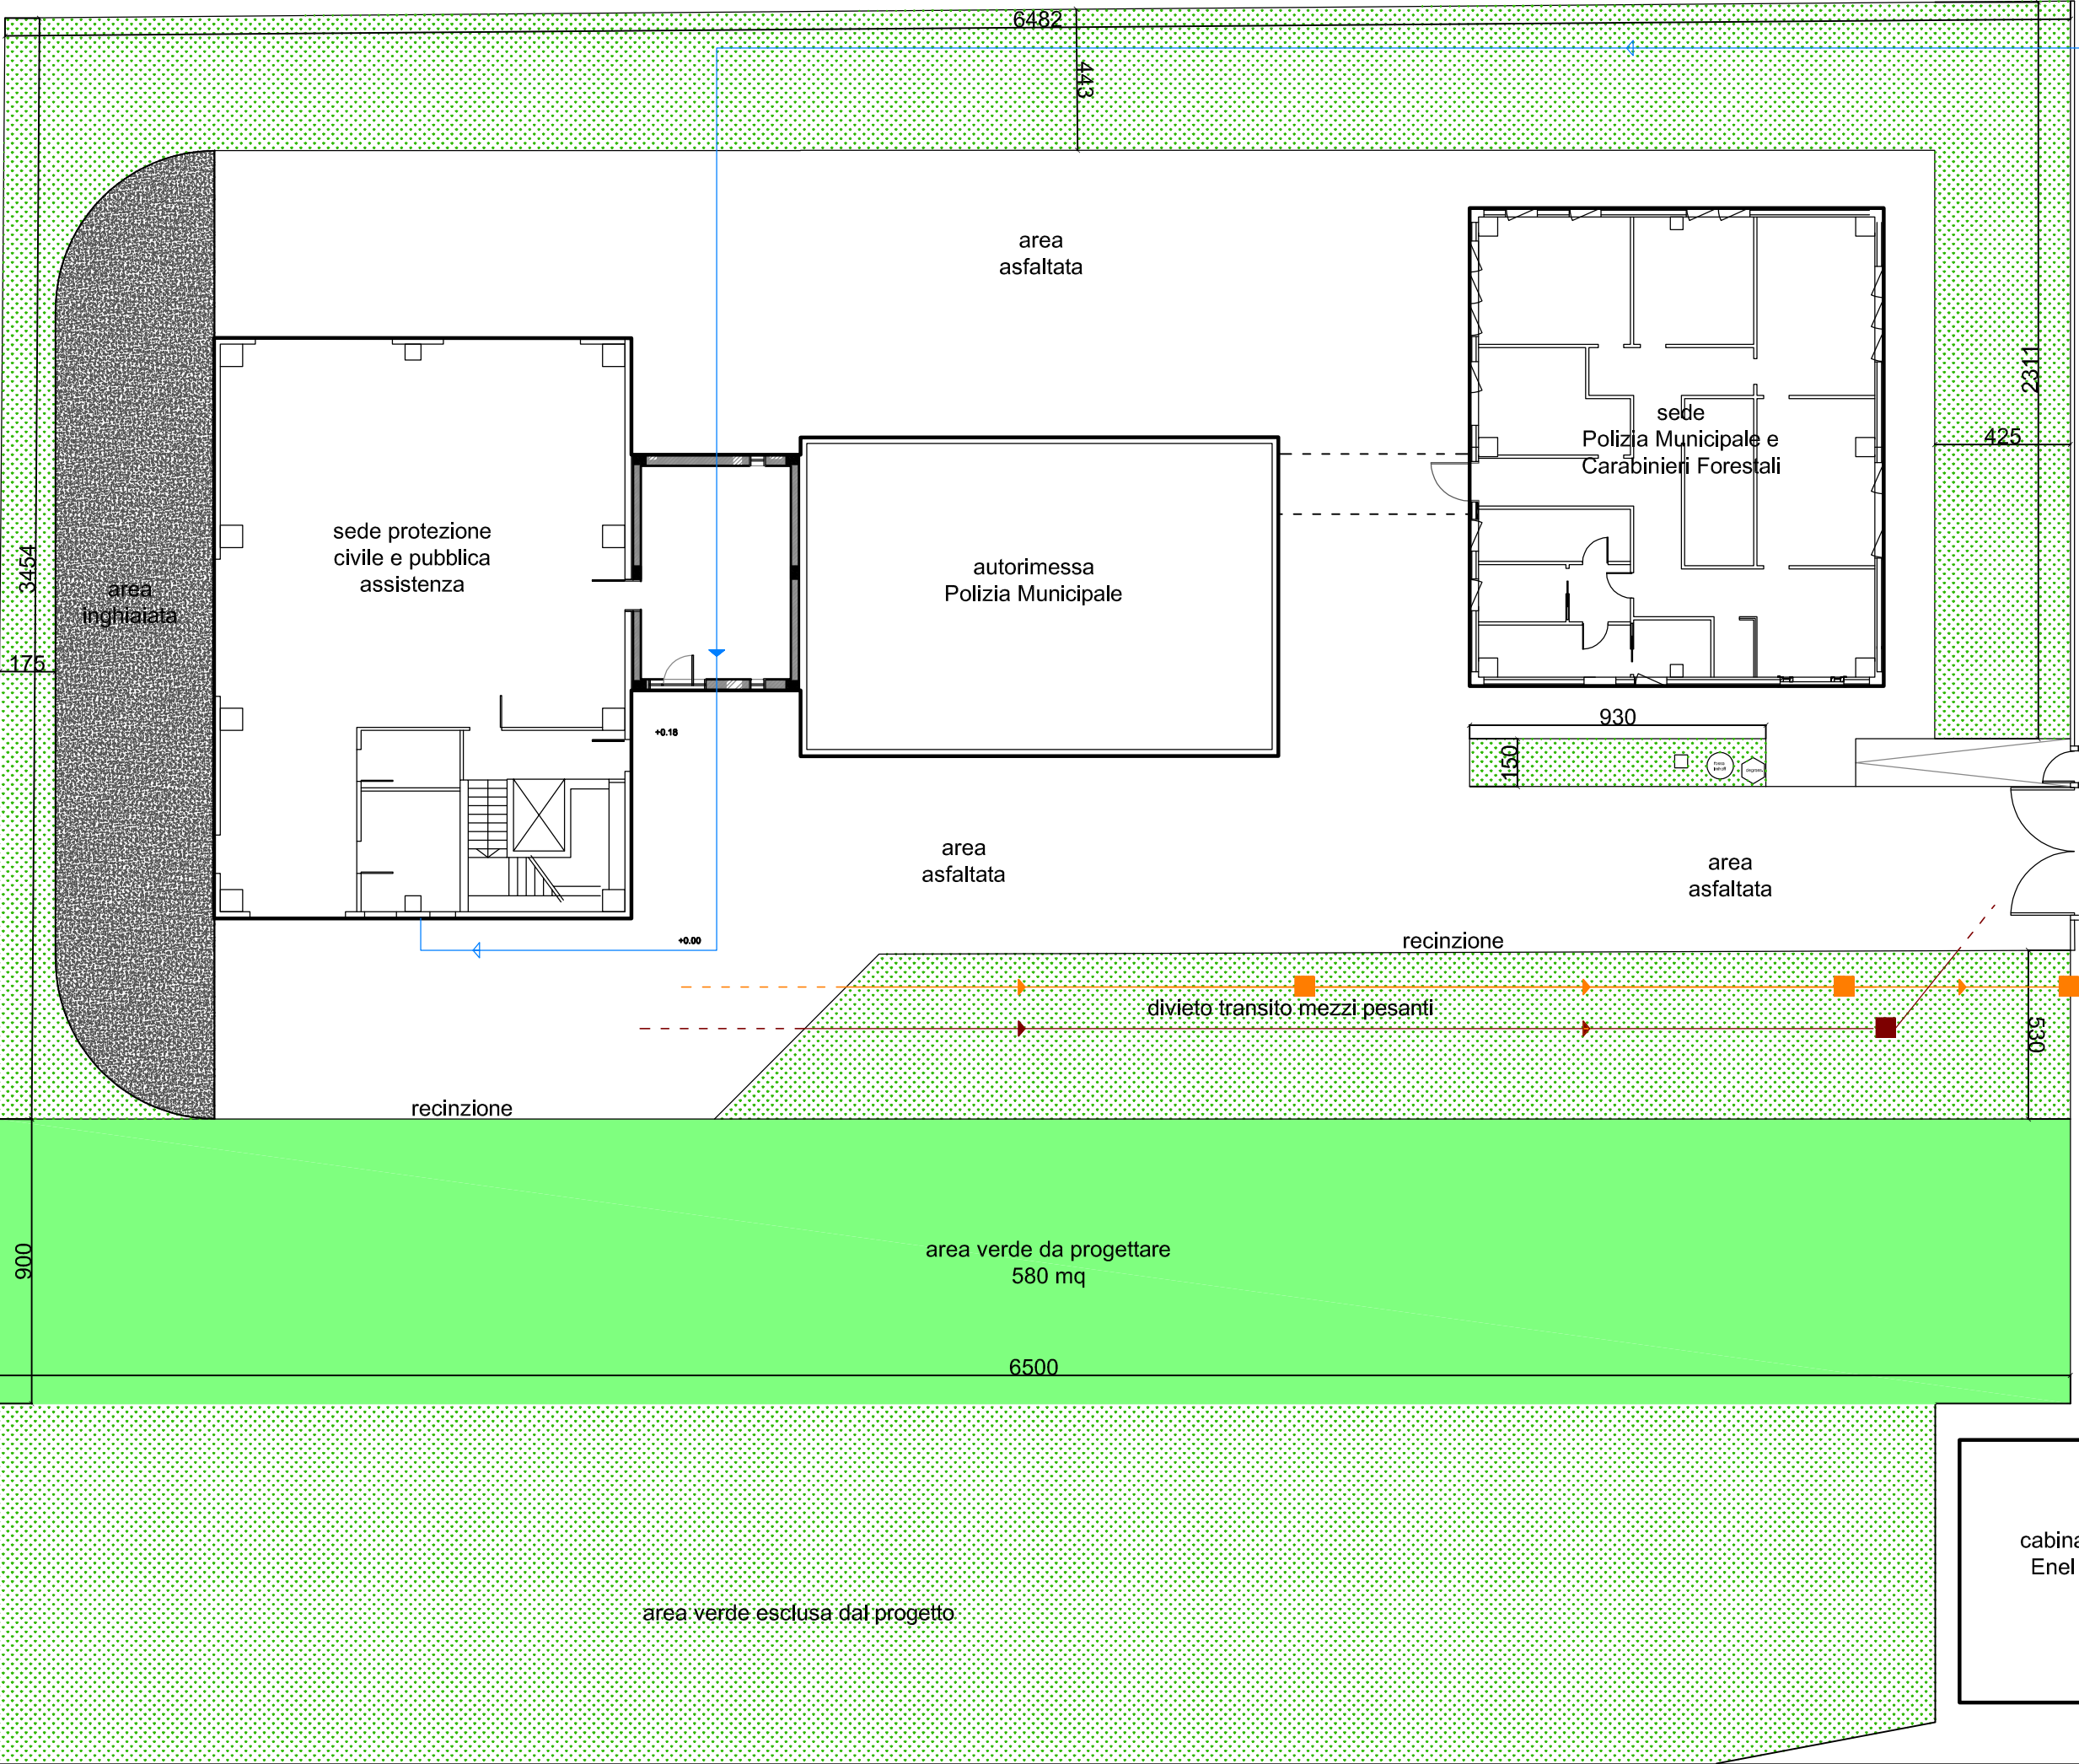 6482
443
area
asfaltata
2311
425
sede
Polizia Municipale e
Carabinieri Forestali
sede protezione
civile e pubblica
assistenza
autorimessa
Polizia Municipale
3454
area
inghiaiata
175
+0.18
930
150
area
asfaltata
area
asfaltata
+0.00
recinzione
divieto transito mezzi pesanti
530
recinzione
area verde da progettare
580 mq
900
6500
area verde esclusa dal progetto
cabina
Enel